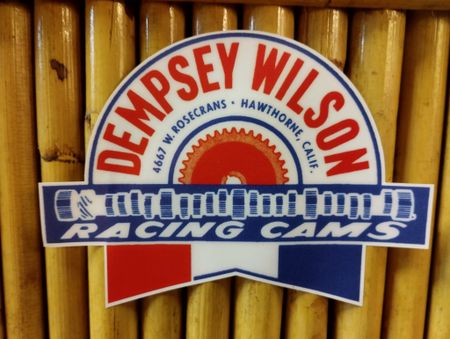 DEMPSEY WILSON
4667 W. ROSECRANS • HAWTHORNE, CALIF.
RACING CAMS